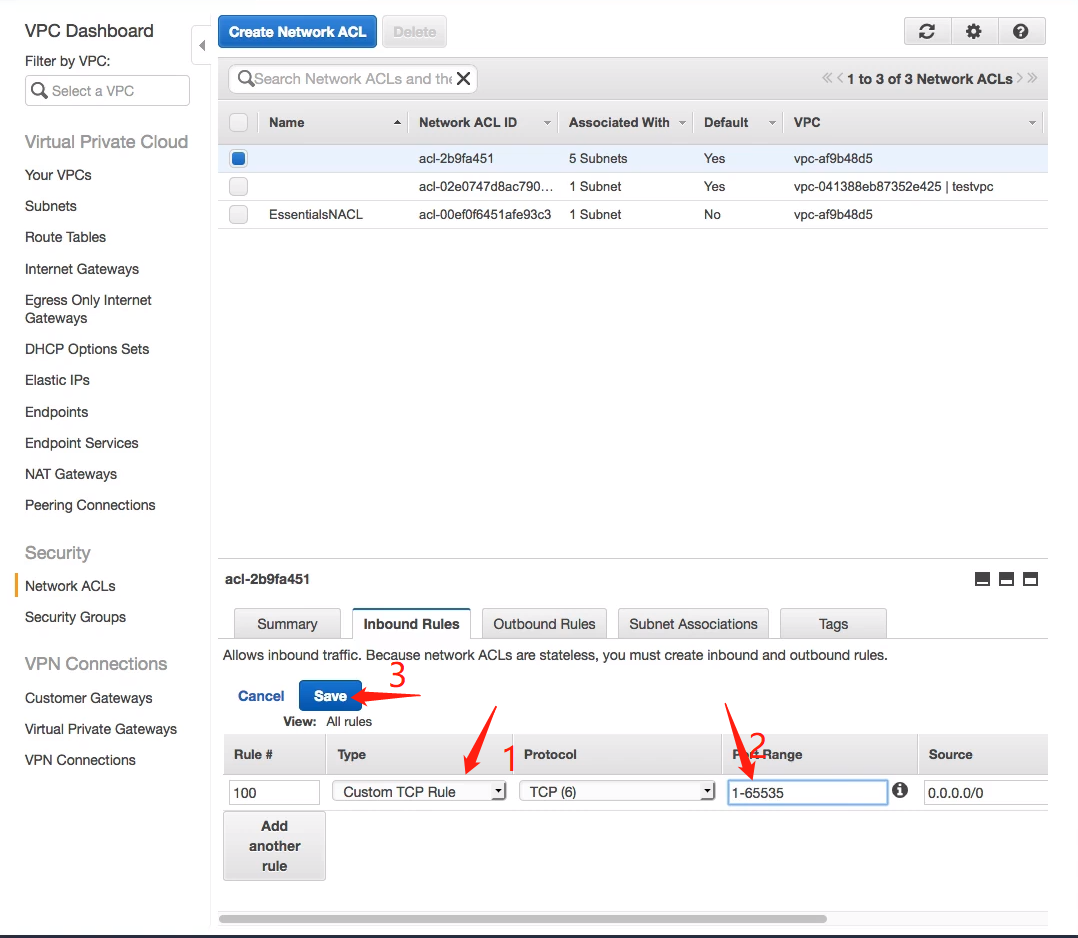 VPC Dashboard
Filter by VPC:
Select a VPC
Virtual Private Cloud
Your VPCs
Subnets
Route Tables
Internet Gateways
Egress Only Internet
Gateways
DHCP Options Sets
Elastic IPs
Endpoints
Endpoint Services
NAT Gateways
Peering Connections
Security
Network ACLs
Security Groups
VPN Connections
Customer Gateways
Virtual Private Gateways
VPN Connections
Create Network ACL Delete
Search Network ACLs and the
1 to 3 of 3 Network ACLs
Name Network ACL ID Associated With Default VPC
acl-2b9fa451 5 Subnets Yes vpc-af9b48d5
acl-02e0747d8ac790... 1 Subnet Yes vpc-041388eb87352e425 | testvpc
EssentialsNACL acl-00ef0f6451afe93c3 1 Subnet No vpc-af9b48d5
acl-2b9fa451
Summary Inbound Rules Outbound Rules Subnet Associations Tags
Allows inbound traffic. Because network ACLs are stateless, you must create inbound and outbound rules.
3
Cancel Save
View: All rules
1 2
Rule # Type Protocol Port Range Source
100 Custom TCP Rule TCP (6) 1-65535 0.0.0.0/0
Add
another
rule